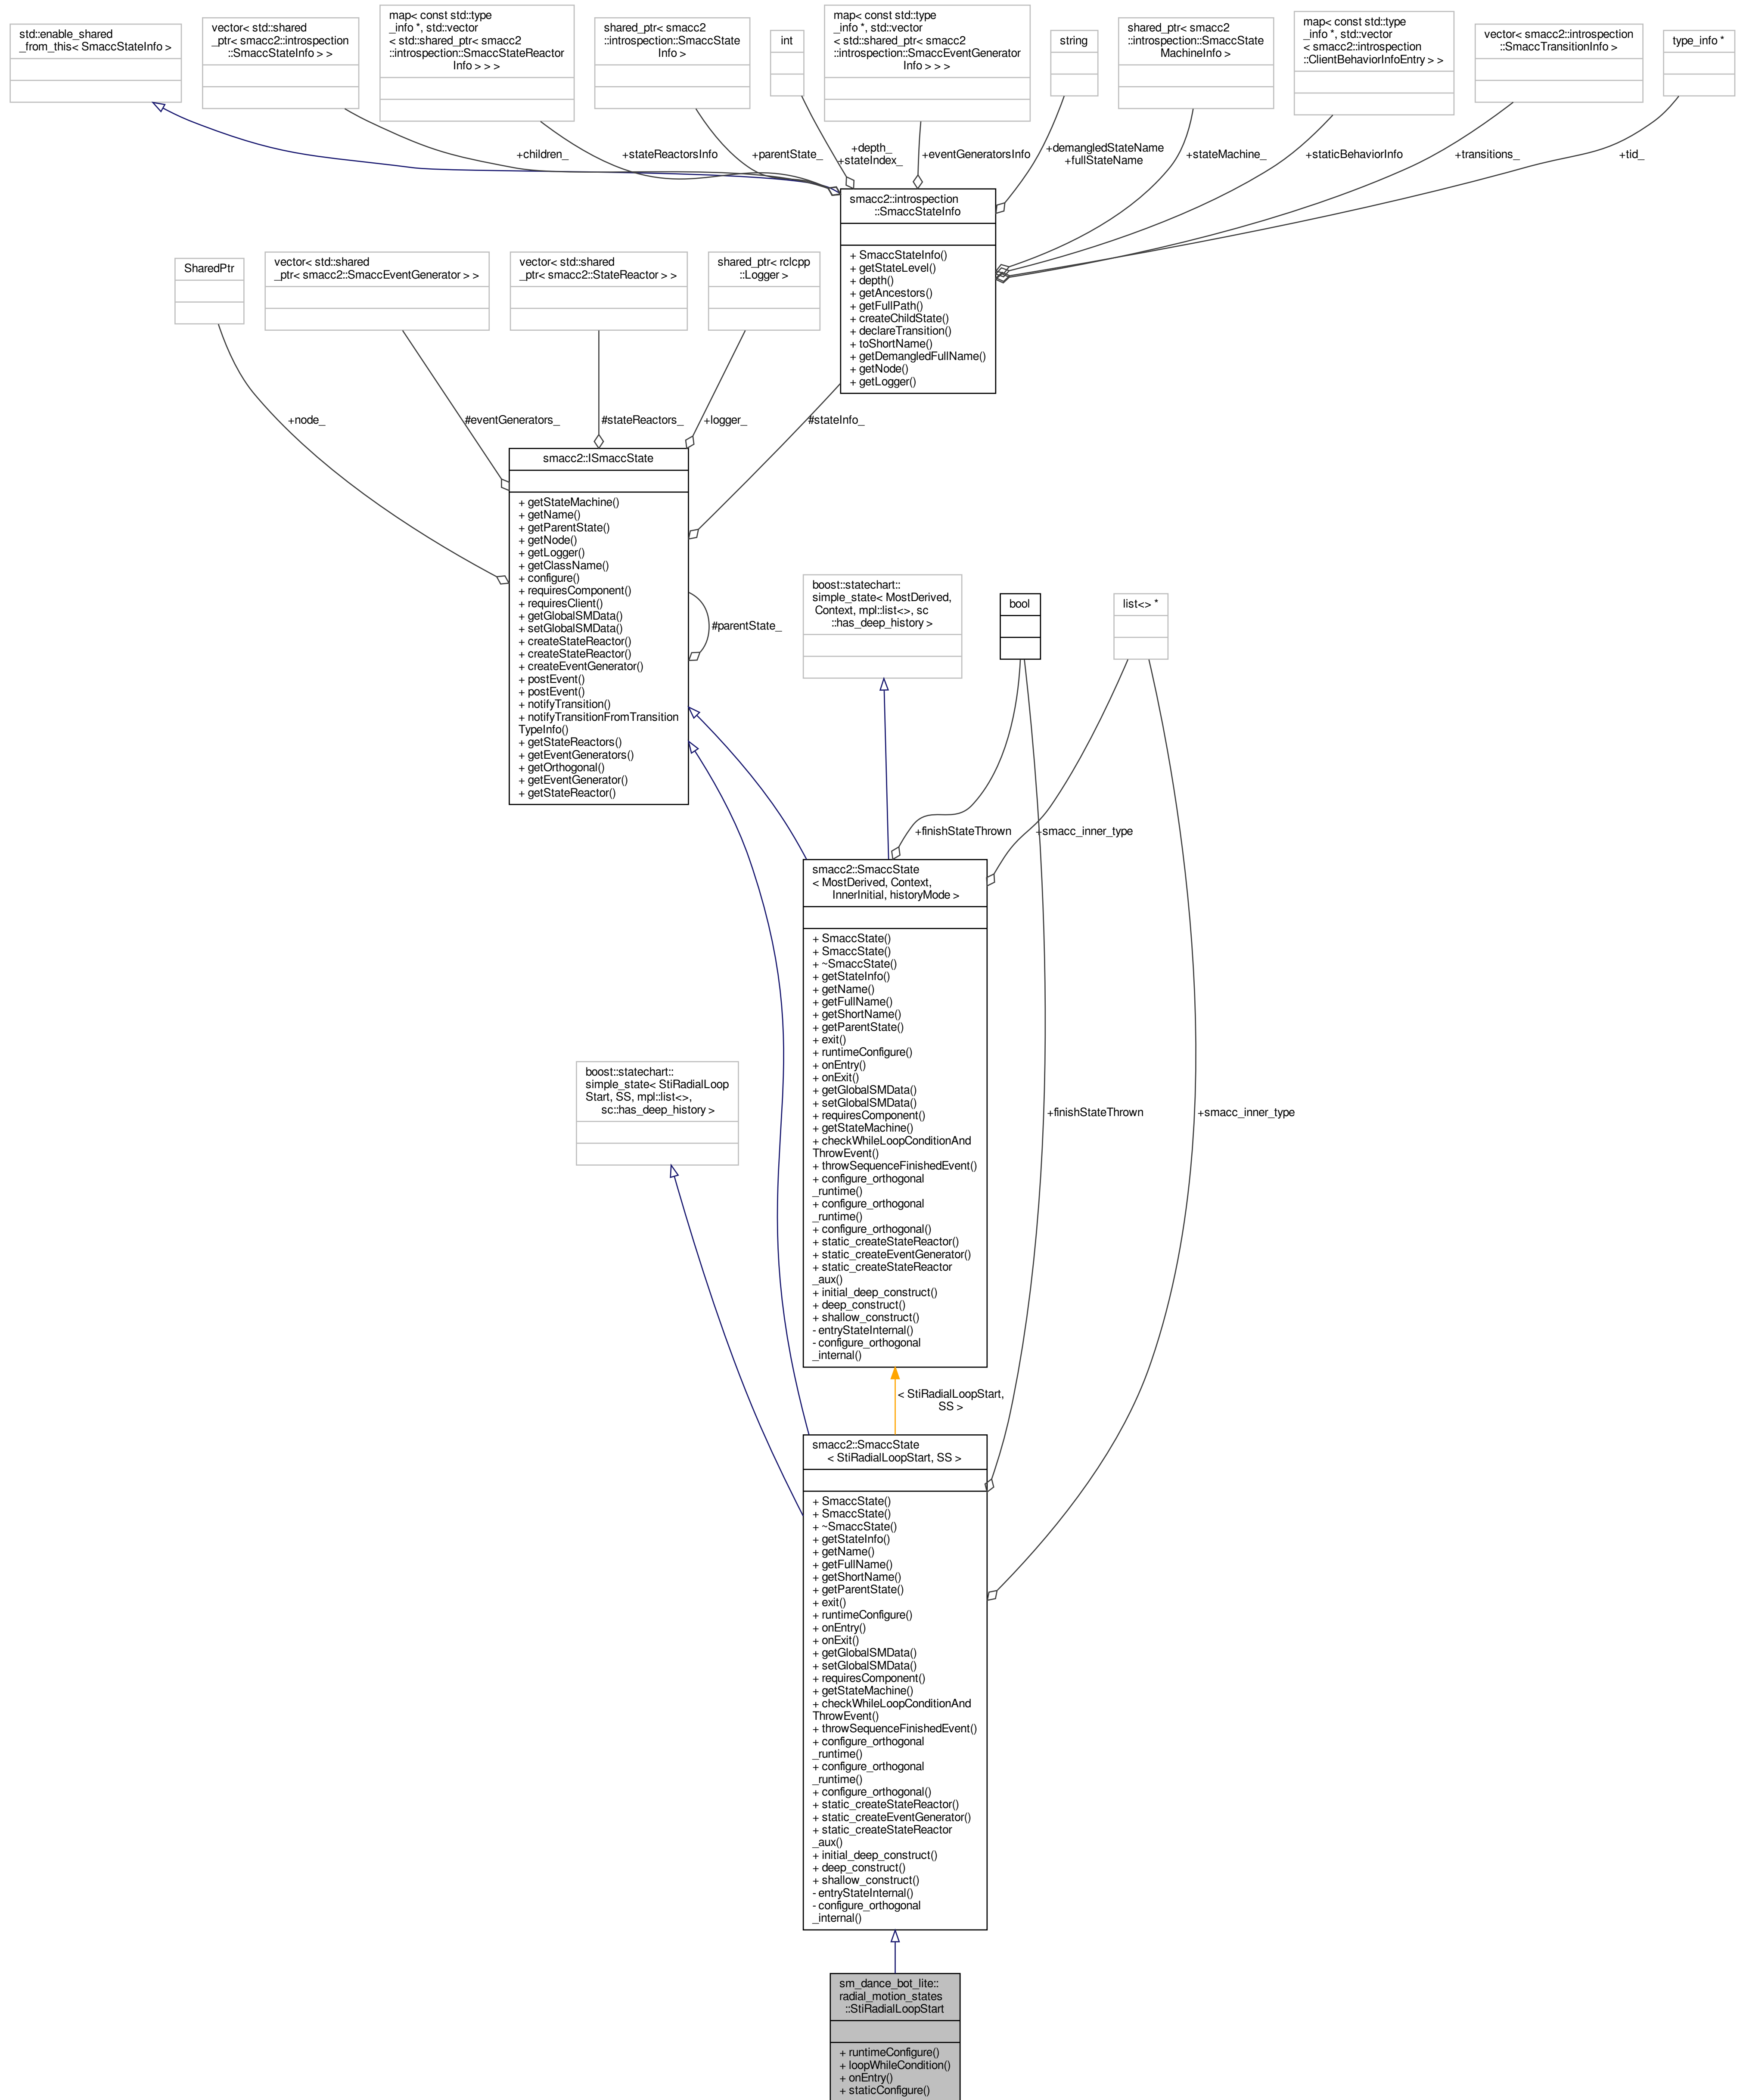 std::enable_shared
_from_this< SmaccStateInfo >
vector< std::shared
_ptr< smacc2::introspection
::SmaccStateInfo > >
map< const std::type
_info *, std::vector
< std::shared_ptr< smacc2
::introspection::StateReactor
Info > > >
shared_ptr< smacc2
::introspection::SmaccState
Info >
int
map< const std::type
_info *, std::vector
< std::shared_ptr< smacc2
::introspection::SmaccEventGenerator
Info > > >
string
shared_ptr< smacc2
::introspection::SmaccState
MachineInfo >
map< const std::type
_info *, std::vector
< smacc2::introspection
::ClientBehaviorInfoEntry > >
vector< smacc2::introspection
::SmaccTransitionInfo >
type_info *
+children_
+stateReactorsInfo
+parentState_
+depth_
+stateIndex_
+eventGeneratorsInfo
+demangledStateName
+fullStateName
+stateMachine_
+staticBehaviorInfo
+transitions_
+tid_
smacc2::introspection
::SmaccStateInfo
+ SmaccStateInfo()
+ getStateLevel()
+ depth()
+ getAncestors()
+ getFullPath()
+ createChildState()
+ declareTransition()
+ toShortName()
+ getDemangledFullName()
+ getNode()
+ getLogger()
SharedPtr
vector< std::shared
_ptr< smacc2::SmaccEventGenerator > >
vector< std::shared
_ptr< smacc2::StateReactor > >
shared_ptr< rclcpp
::Logger >
+node_
#eventGenerators_
#stateReactors_
+logger_
#stateInfo_
smacc2::ISmaccState
+ getStateMachine()
+ getName()
+ getParentState()
+ getNode()
+ getLogger()
+ getClassName()
+ configure()
+ requiresComponent()
+ requiresClient()
+ getGlobalSMData()
+ setGlobalSMData()
+ createStateReactor()
+ createStateReactor()
+ createEventGenerator()
+ postEvent()
+ postEvent()
+ notifyTransition()
+ notifyTransitionFromTransition
TypeInfo()
+ getStateReactors()
+ getEventGenerators()
+ getOrthogonal()
+ getEventGenerator()
+ getStateReactor()
#parentState_
boost::statechart::
simple_state< MostDerived,
Context, mpl::list<>, sc
::has_deep_history >
bool
list<> *
+finishStateThrown
+smacc_inner_type
smacc2::SmaccState
< MostDerived, Context,
InnerInitial, historyMode >
+ SmaccState()
+ SmaccState()
+ ~SmaccState()
+ getStateInfo()
+ getName()
+ getFullName()
+ getShortName()
+ getParentState()
+ exit()
+ runtimeConfigure()
+ onEntry()
+ onExit()
+ getGlobalSMData()
+ setGlobalSMData()
+ requiresComponent()
+ getStateMachine()
+ checkWhileLoopConditionAnd
ThrowEvent()
+ throwSequenceFinishedEvent()
+ configure_orthogonal
_runtime()
+ configure_orthogonal
_runtime()
+ configure_orthogonal()
+ static_createStateReactor()
+ static_createEventGenerator()
+ static_createStateReactor
_aux()
+ initial_deep_construct()
+ deep_construct()
+ shallow_construct()
- entryStateInternal()
- configure_orthogonal
_internal()
boost::statechart::
simple_state< StiRadialLoop
Start, SS, mpl::list<>,
sc::has_deep_history >
+finishStateThrown
+smacc_inner_type
< StiRadialLoopStart,
SS >
smacc2::SmaccState
< StiRadialLoopStart, SS >
+ SmaccState()
+ SmaccState()
+ ~SmaccState()
+ getStateInfo()
+ getName()
+ getFullName()
+ getShortName()
+ getParentState()
+ exit()
+ runtimeConfigure()
+ onEntry()
+ onExit()
+ getGlobalSMData()
+ setGlobalSMData()
+ requiresComponent()
+ getStateMachine()
+ checkWhileLoopConditionAnd
ThrowEvent()
+ throwSequenceFinishedEvent()
+ configure_orthogonal
_runtime()
+ configure_orthogonal
_runtime()
+ configure_orthogonal()
+ static_createStateReactor()
+ static_createEventGenerator()
+ static_createStateReactor
_aux()
+ initial_deep_construct()
+ deep_construct()
+ shallow_construct()
- entryStateInternal()
- configure_orthogonal
_internal()
sm_dance_bot_lite::
radial_motion_states
::StiRadialLoopStart
+ runtimeConfigure()
+ loopWhileCondition()
+ onEntry()
+ staticConfigure()